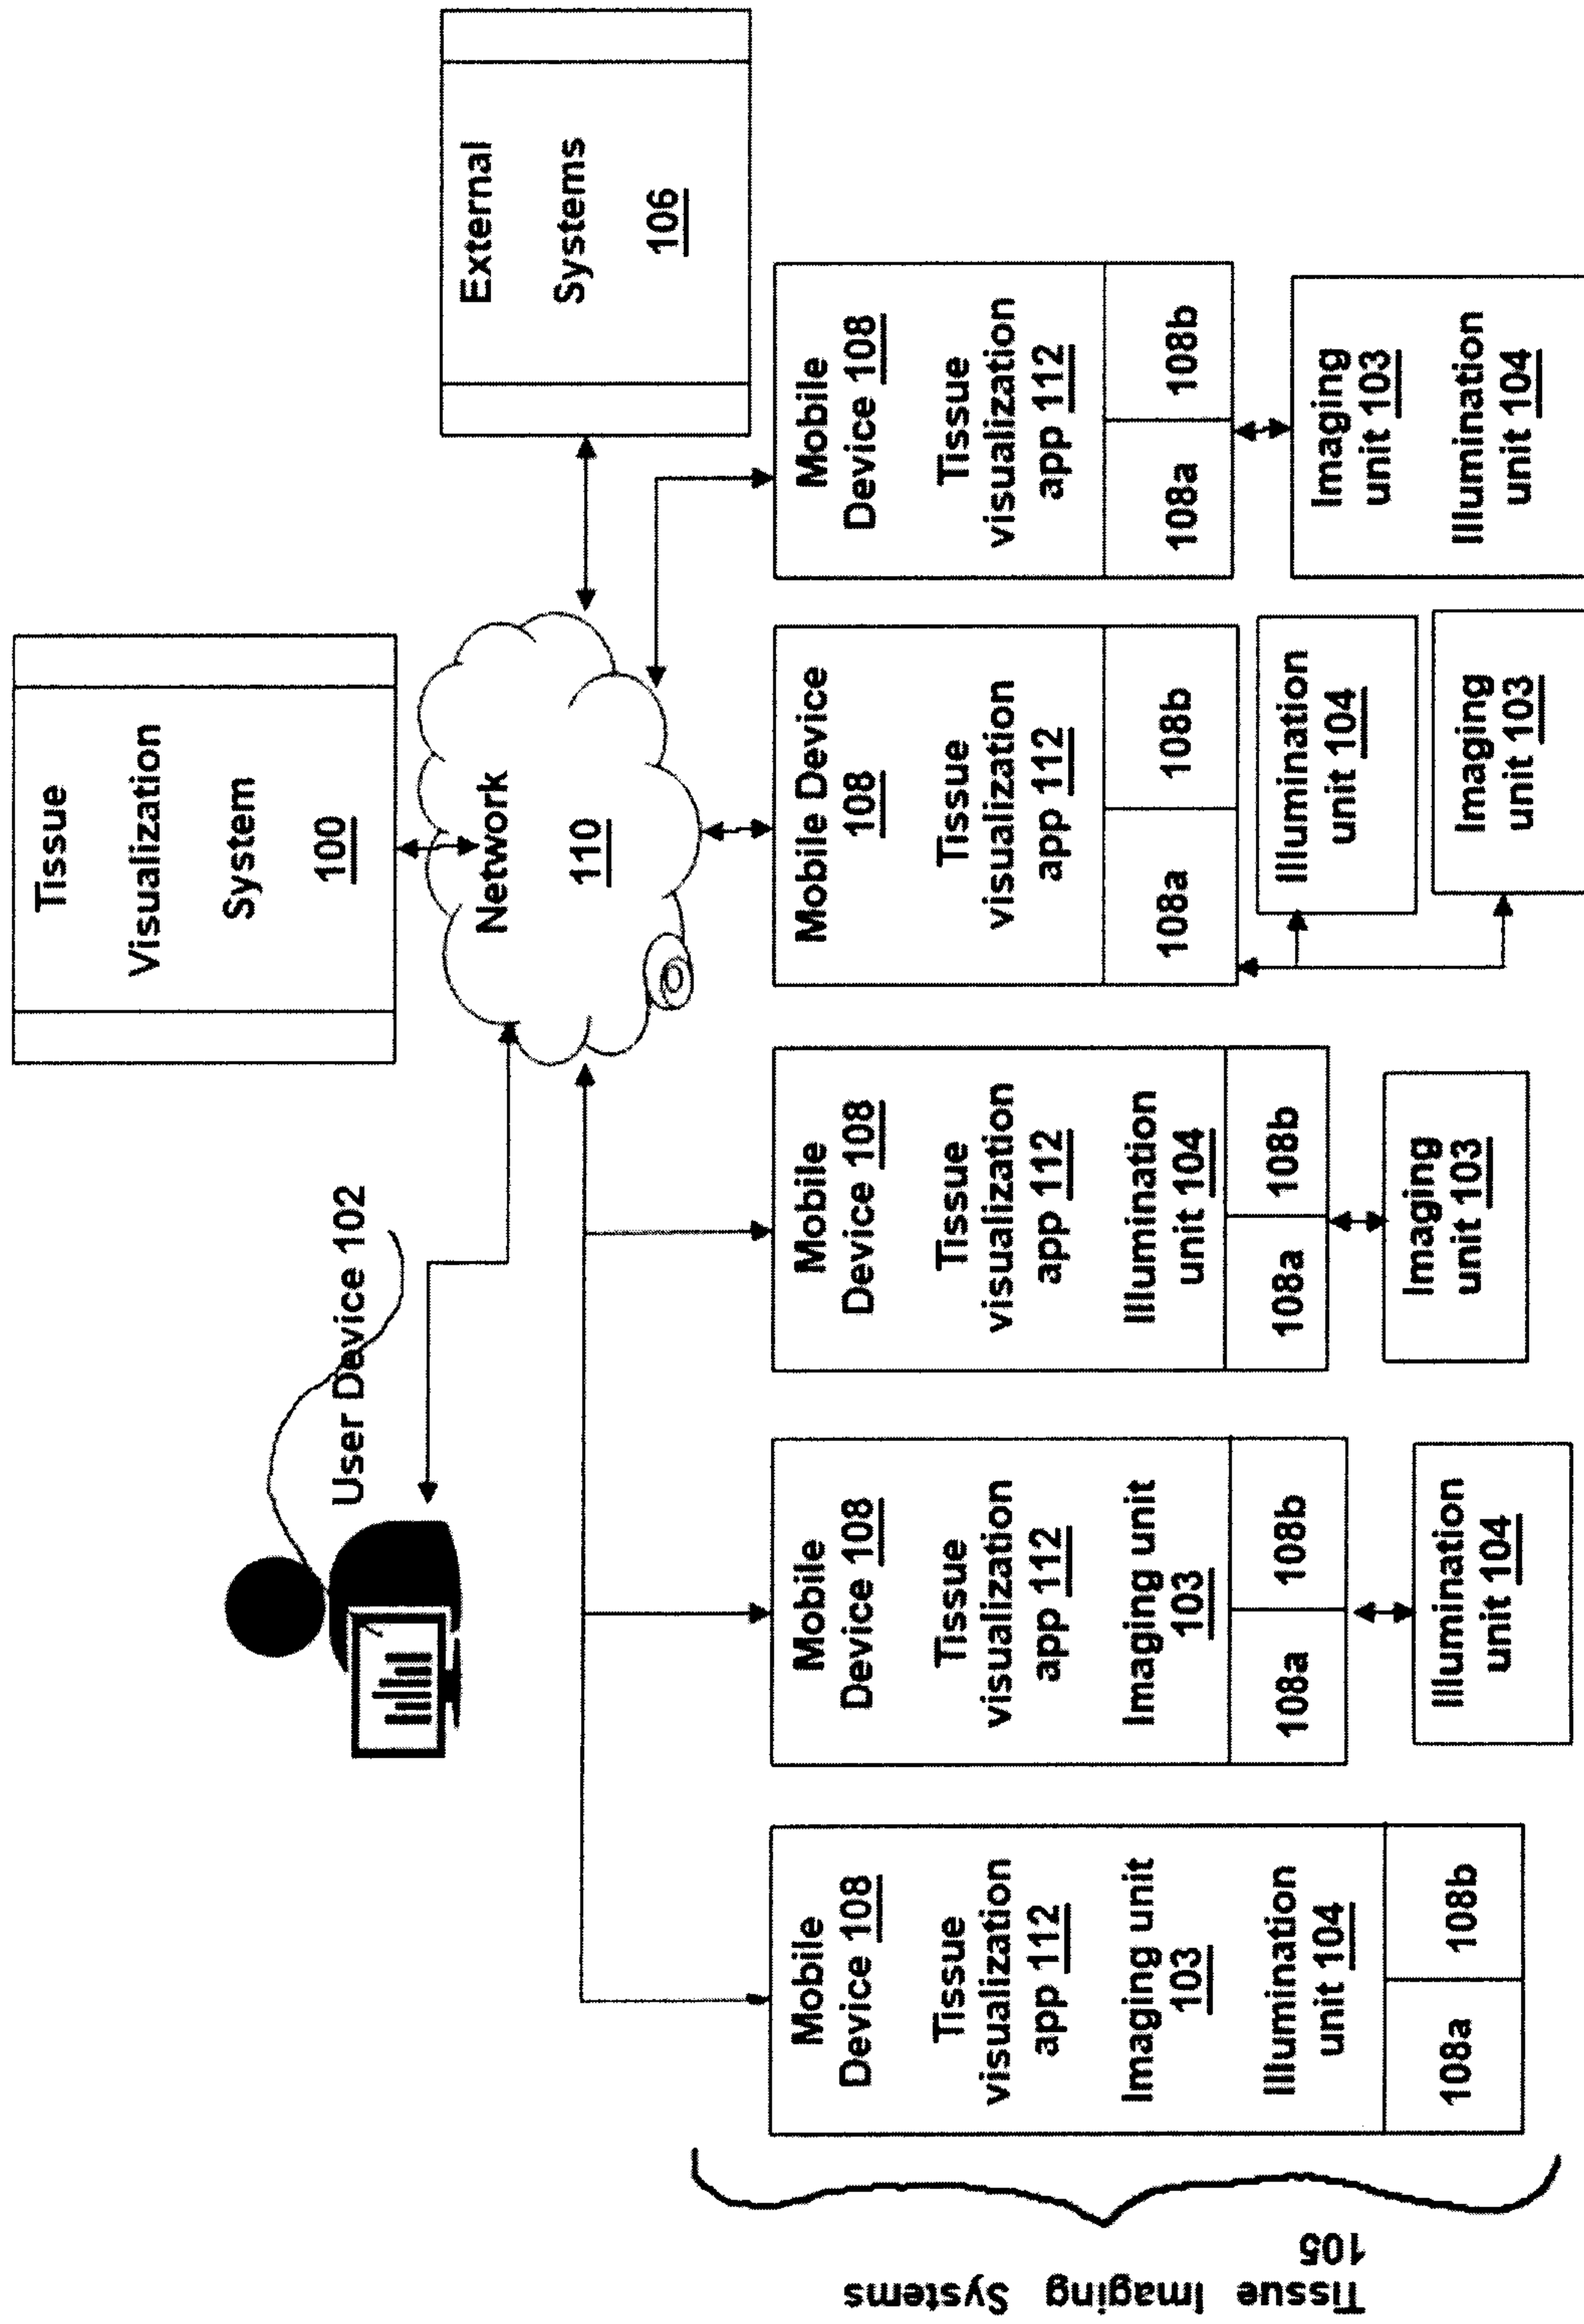 Tissue
Visualization
System
100
User Device 102
Network
110
External
Systems
106
Tissue Imaging Systems
105
Mobile
Device 108
Tissue
visualization
app 112
Imaging unit
103
Illumination
unit 104
108a
108b
Mobile
Device 108
Tissue
visualization
app 112
Imaging unit
103
108a
108b
Illumination
unit 104
Mobile
Device 108
Tissue
visualization
app 112
Illumination
unit 104
108a
108b
Imaging
unit 103
Mobile Device
108
Tissue
visualization
app 112
108a
108b
Illumination
unit 104
Imaging
unit 103
Mobile
Device 108
Tissue
visualization
app 112
108a
108b
Imaging
unit 103
Illumination
unit 104